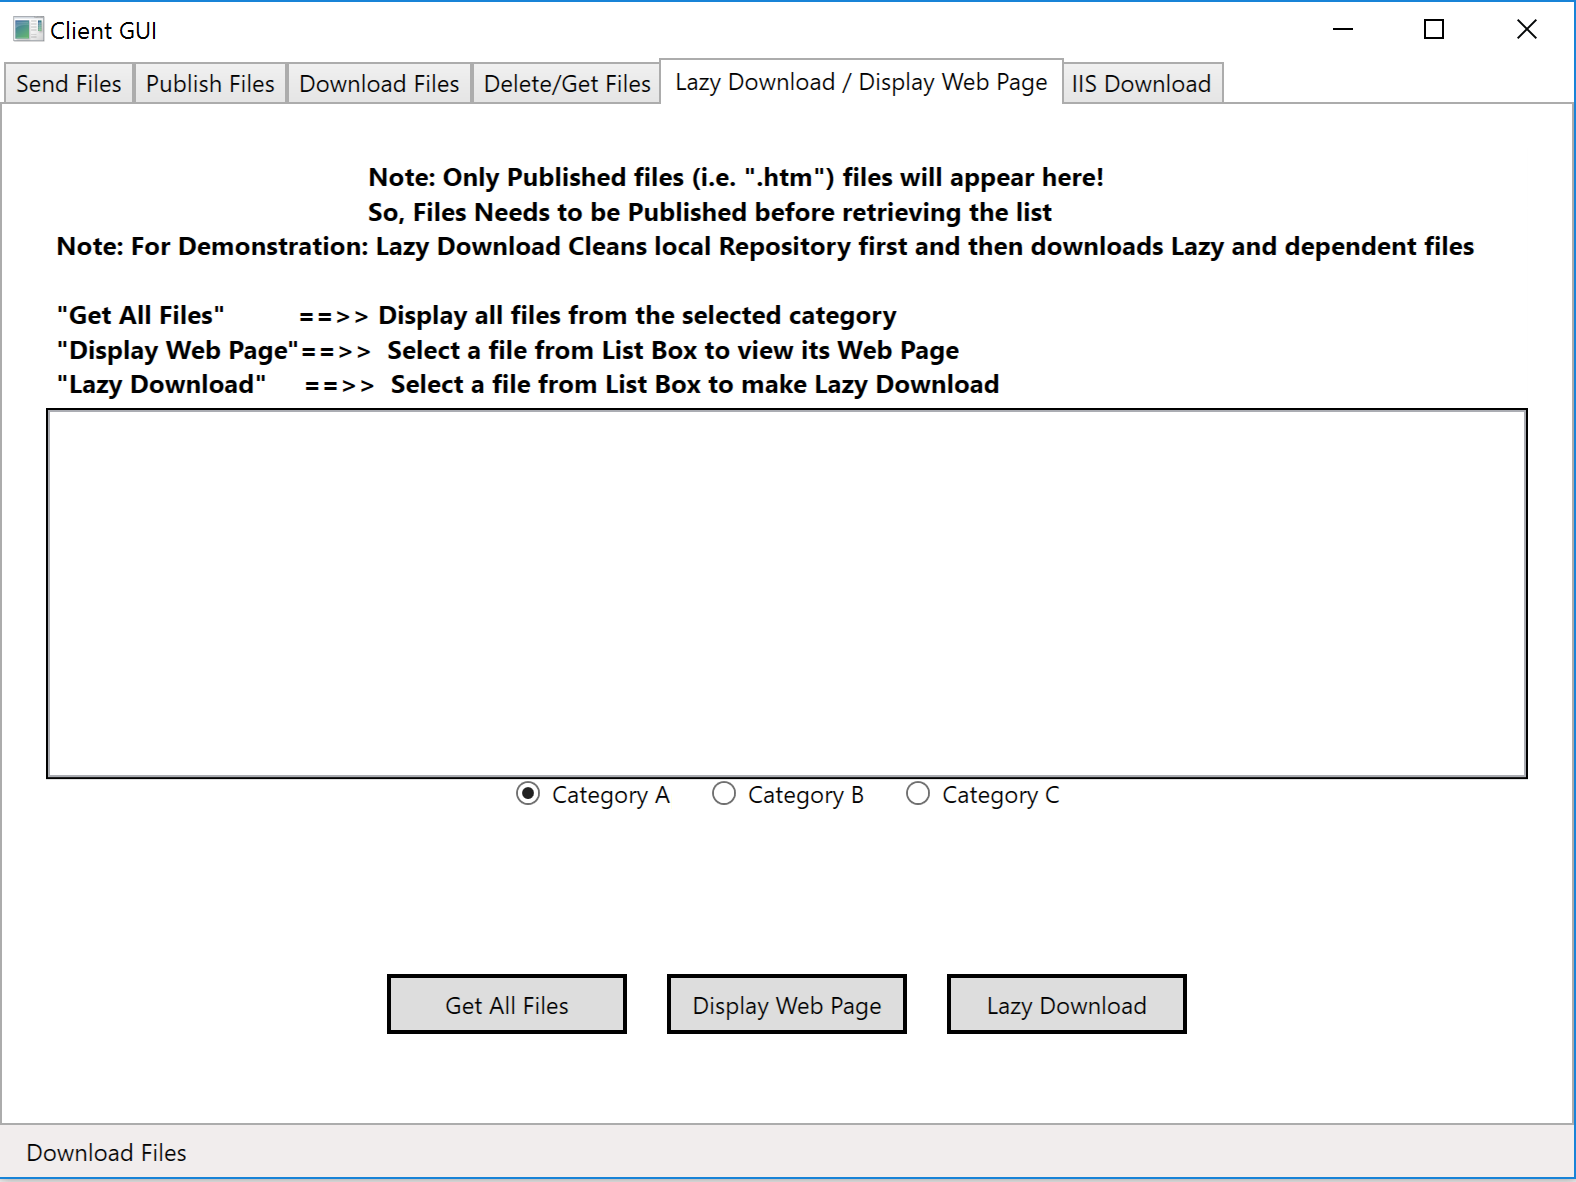 Client GUI
Send Files Publish Files Download Files Delete/Get Files Lazy Download / Display Web Page IIS Download
Note: Only Published files (i.e. ".htm") files will appear here!
So, Files Needs to be Published before retrieving the list
Note: For Demonstration: Lazy Download Cleans local Repository first and then downloads Lazy and dependent files
"Get All Files" ==>> Display all files from the selected category
"Display Web Page"==>> Select a file from List Box to view its Web Page
"Lazy Download" ==>> Select a file from List Box to make Lazy Download
Category A Category B Category C
Get All Files Display Web Page Lazy Download
Download Files